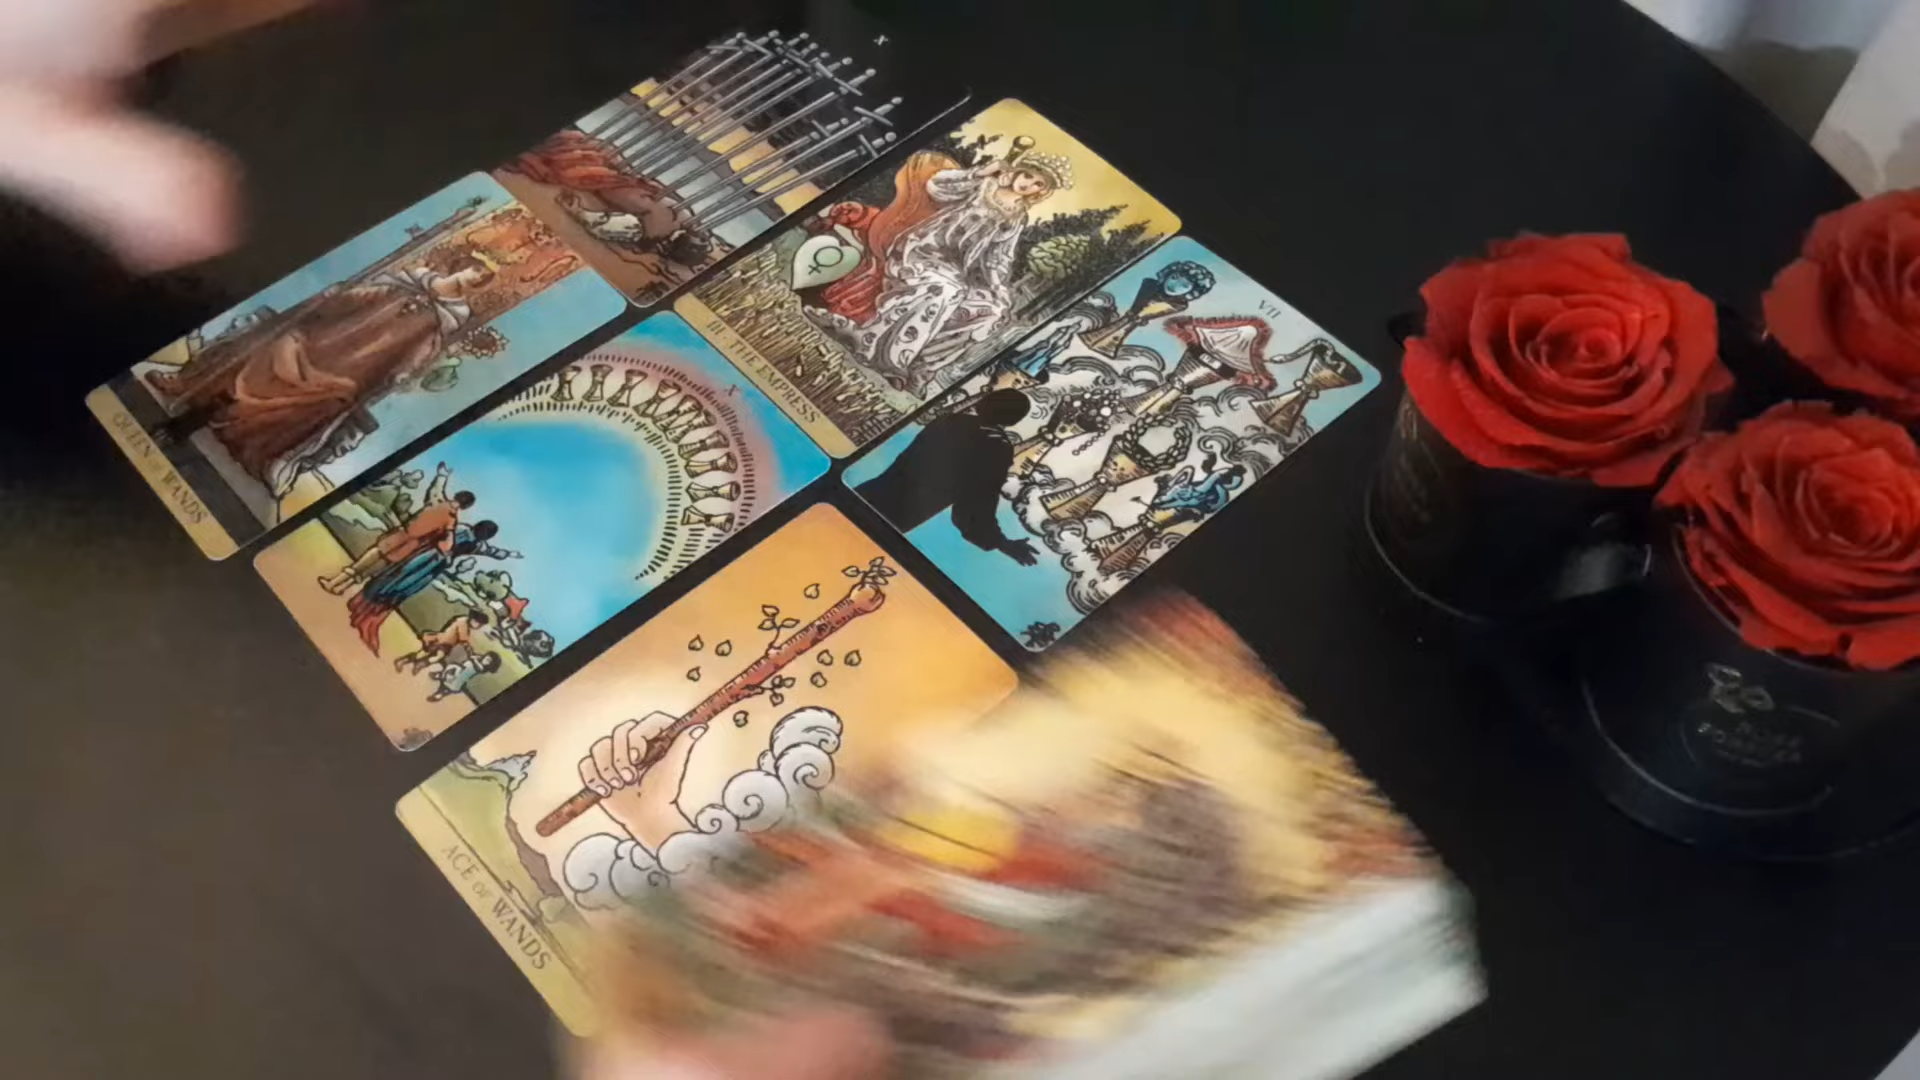 X
III THE EMPRESS
VII
QUEEN OF WANDS
X
ACE OF WANDS